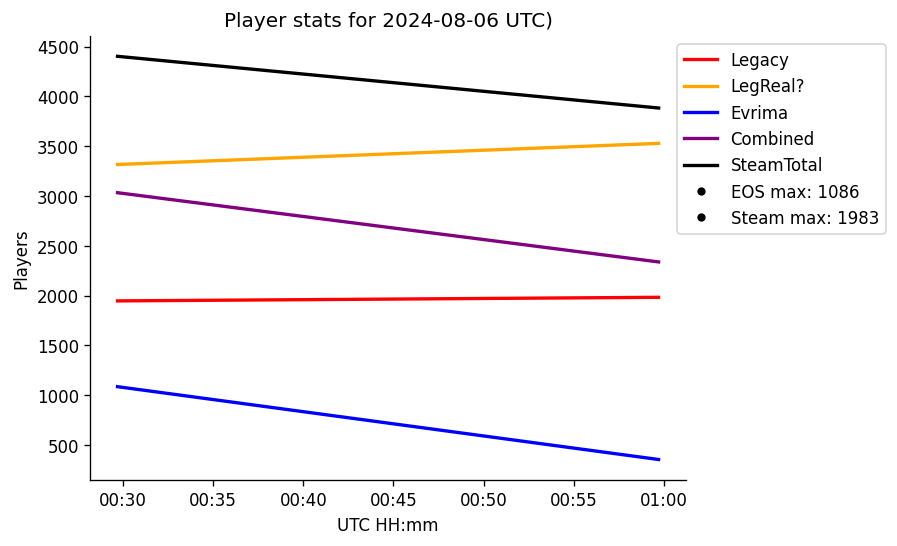 Player stats for 2024-08-06 UTC)
4500
4000
3500
3000
2500
2000
1500
1000
500
Players
00:30 00:35 00:40 00:45 00:50 00:55 01:00
UTC HH:mm
Legacy
LegReal?
Evrima
Combined
SteamTotal
EOS max: 1086
Steam max: 1983